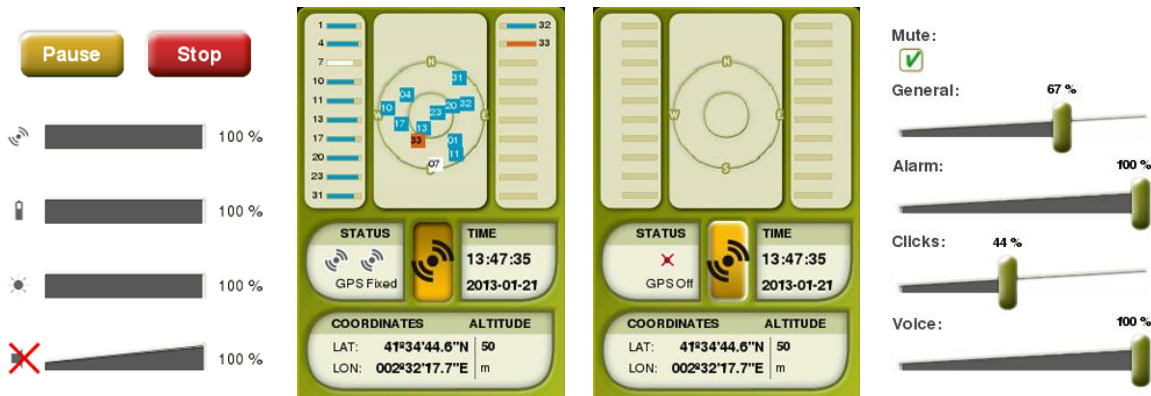 Pause Stop
100 %
100 %
100 %
100 %
1 32
4 33
7
10
11
13
17
20
23
31
N
31
04
10
20 32
W
E
23
17
13
33
01
11
07
STATUS
GPS Fixed
TIME
13:47:35
2013-01-21
COORDINATES ALTITUDE
LAT: 41º34'44.6"N 50
LON: 002º32'17.7"E m
N
W
E
S
STATUS
GPS Off
TIME
13:47:35
2013-01-21
COORDINATES ALTITUDE
LAT: 41º34'44.6"N 50
LON: 002º32'17.7"E m
Mute:
General: 67 %
Alarm: 100 %
Clicks: 44 %
Voice: 100 %